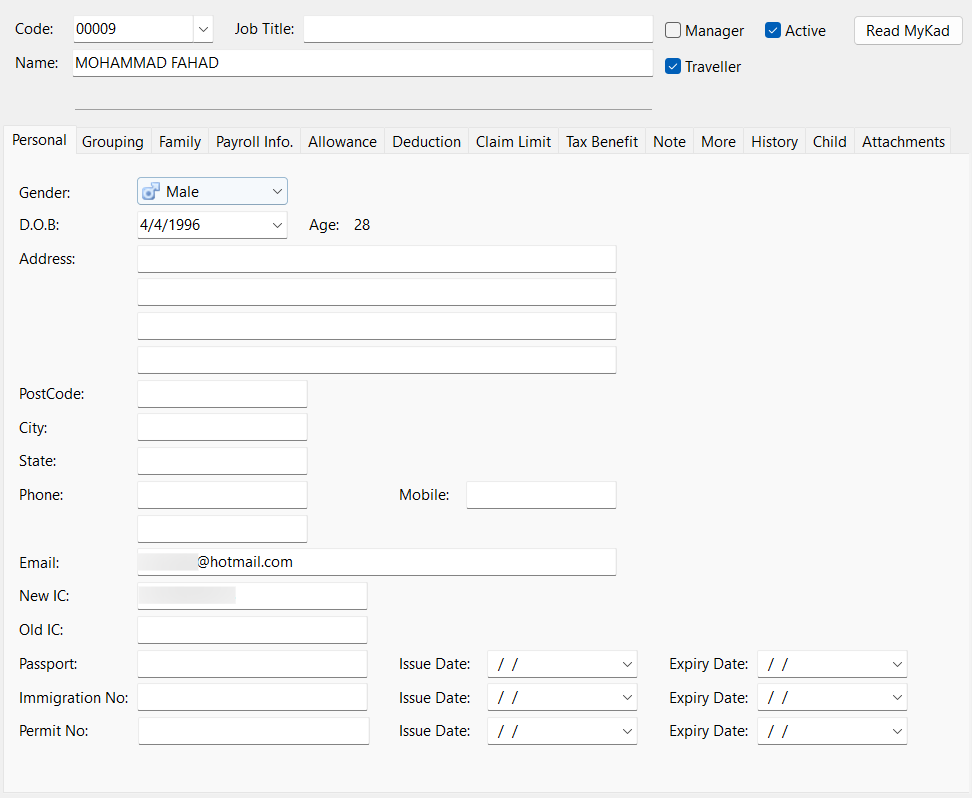 Code: 00009 Job Title: Manager Active Read MyKad
Name: MOHAMMAD FAHAD Traveller
Personal Grouping Family Payroll Info. Allowance Deduction Claim Limit Tax Benefit Note More History Child Attachments
Gender: Male
D.O.B: 4/4/1996 Age: 28
Address:
PostCode:
City:
State:
Phone: Mobile:
Email: @hotmail.com
New IC:
Old IC:
Passport: Issue Date: / / Expiry Date: / /
Immigration No: Issue Date: / / Expiry Date: / /
Permit No: Issue Date: / / Expiry Date: / /